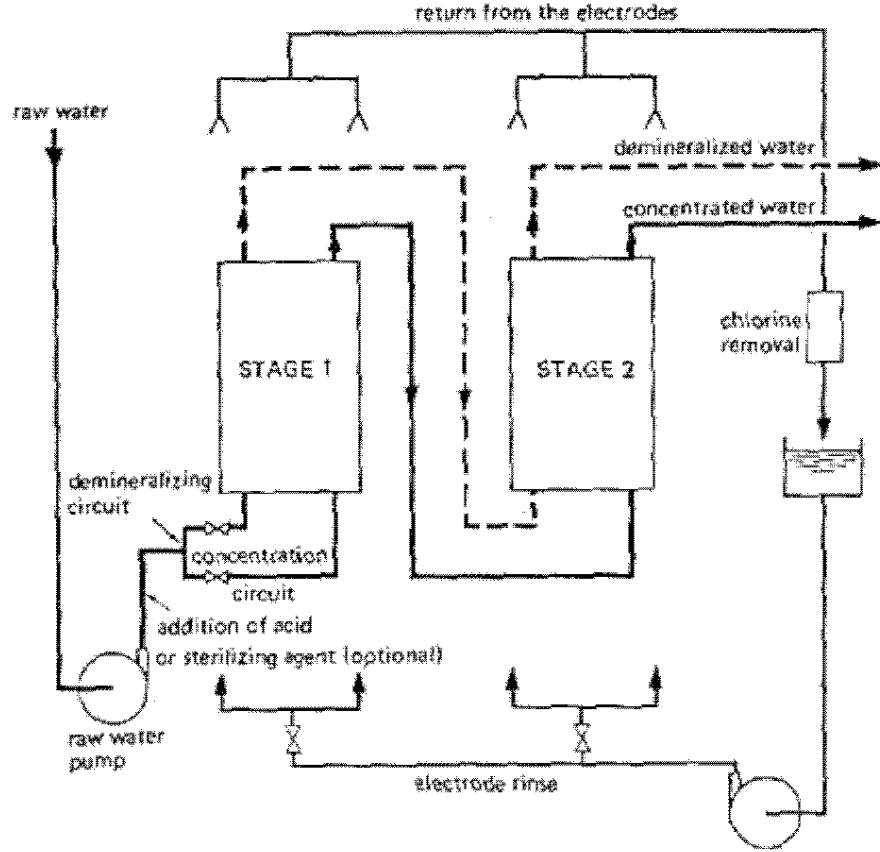 return from the electrodes
raw water
demineralized water
concentrated water
chlorine
removal
STAGE 1
STAGE 2
demineralizing
circuit
concentration
circuit
addition of acid
or sterilizing agent (optional)
raw water
pump
electrode rinse